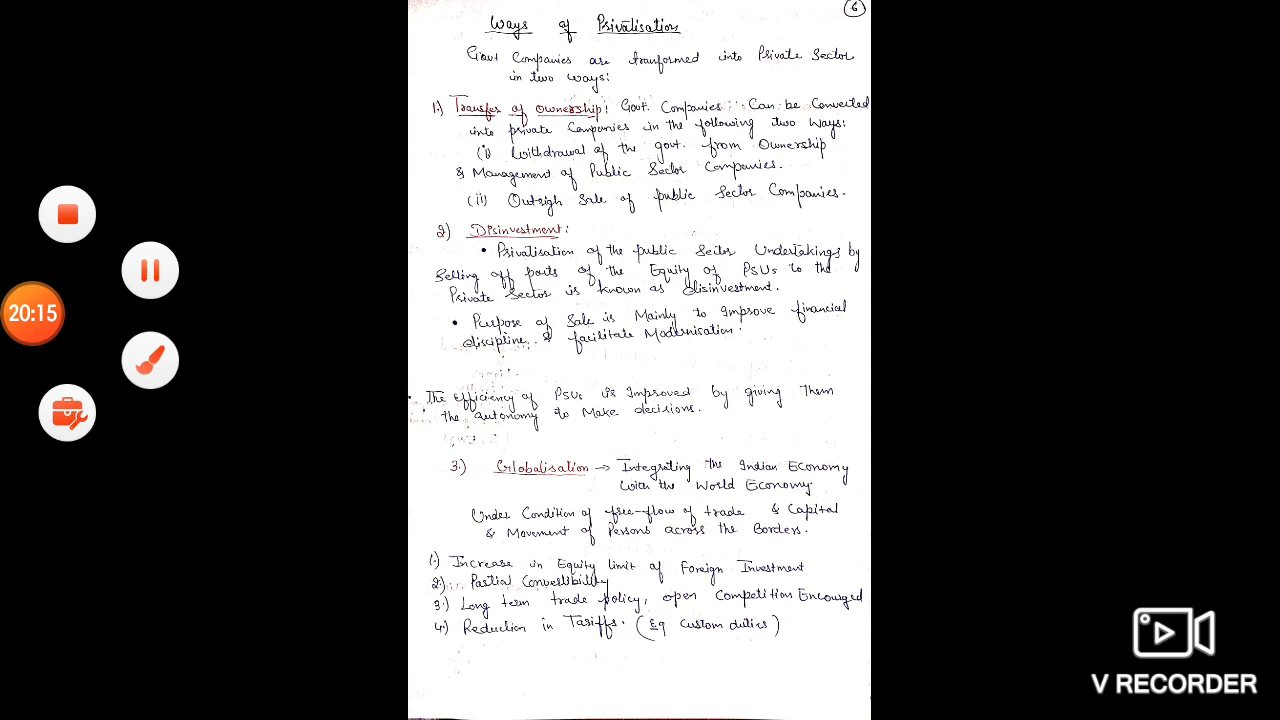 6
Ways of Privalisation
Govt Companies are tranformed into Private Sector
in two ways:
1.) Transfer of Ownership: Govt. Companies: Can be Converted
into private Companies in the following two Ways:
(i) Withdrawal of the govt. from Ownership
& Management of Public Sector Companies.
(ii) Outrigh Sale of public Sector Companies.
2) Disinvestment:
• Privatisation of the public Seitor Undertakings by
Selling off parts of the Equity of PSUs to the
Private Sector is known as disinvestment.
• Purpose of Sale is Mainly to Improve financial
discipline & facilitate Modernisation.
• The efficiency of PSUs is Improved by giving Them
the autonomy to Make decisions.
3.) Globalisation → Integrating the Indian Economy
with the World Economy
Under Condition of free-flow of trade & Capital
& Movement of Persons across the Borders.
1.) Increase in Equity limit of Foreign Investment
2.) Partial Convertibility
3.) Long term trade policy, open Competition Encouraged
4.) Reduction in Tariffs. (Eg Custom duties)
20:15
V RECORDER